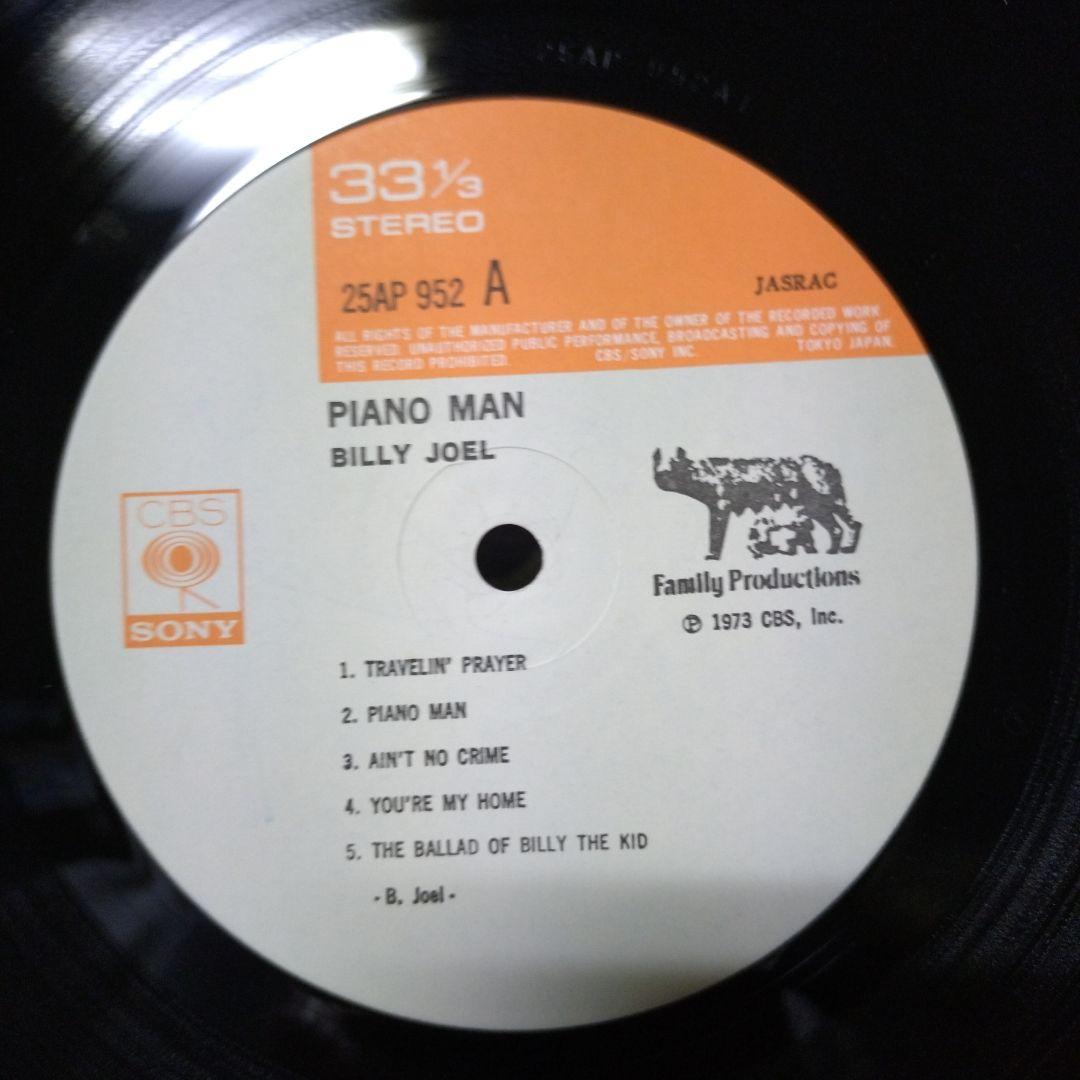 33 1/3
STEREO
25AP 952 A
JASRAC
ALL RIGHTS OF THE MANUFACTURER AND OF THE OWNER OF THE RECORDED WORK
RESERVED. UNAUTHORIZED PUBLIC PERFORMANCE, BROADCASTING AND COPYING OF
THIS RECORD PROHIBITED. CBS/SONY INC. TOKYO JAPAN.
PIANO MAN
BILLY JOEL
CBS
SONY
Family Productions
℗ 1973 CBS, Inc.
1. TRAVELIN' PRAYER
2. PIANO MAN
3. AIN'T NO CRIME
4. YOU'RE MY HOME
5. THE BALLAD OF BILLY THE KID
- B. Joel -